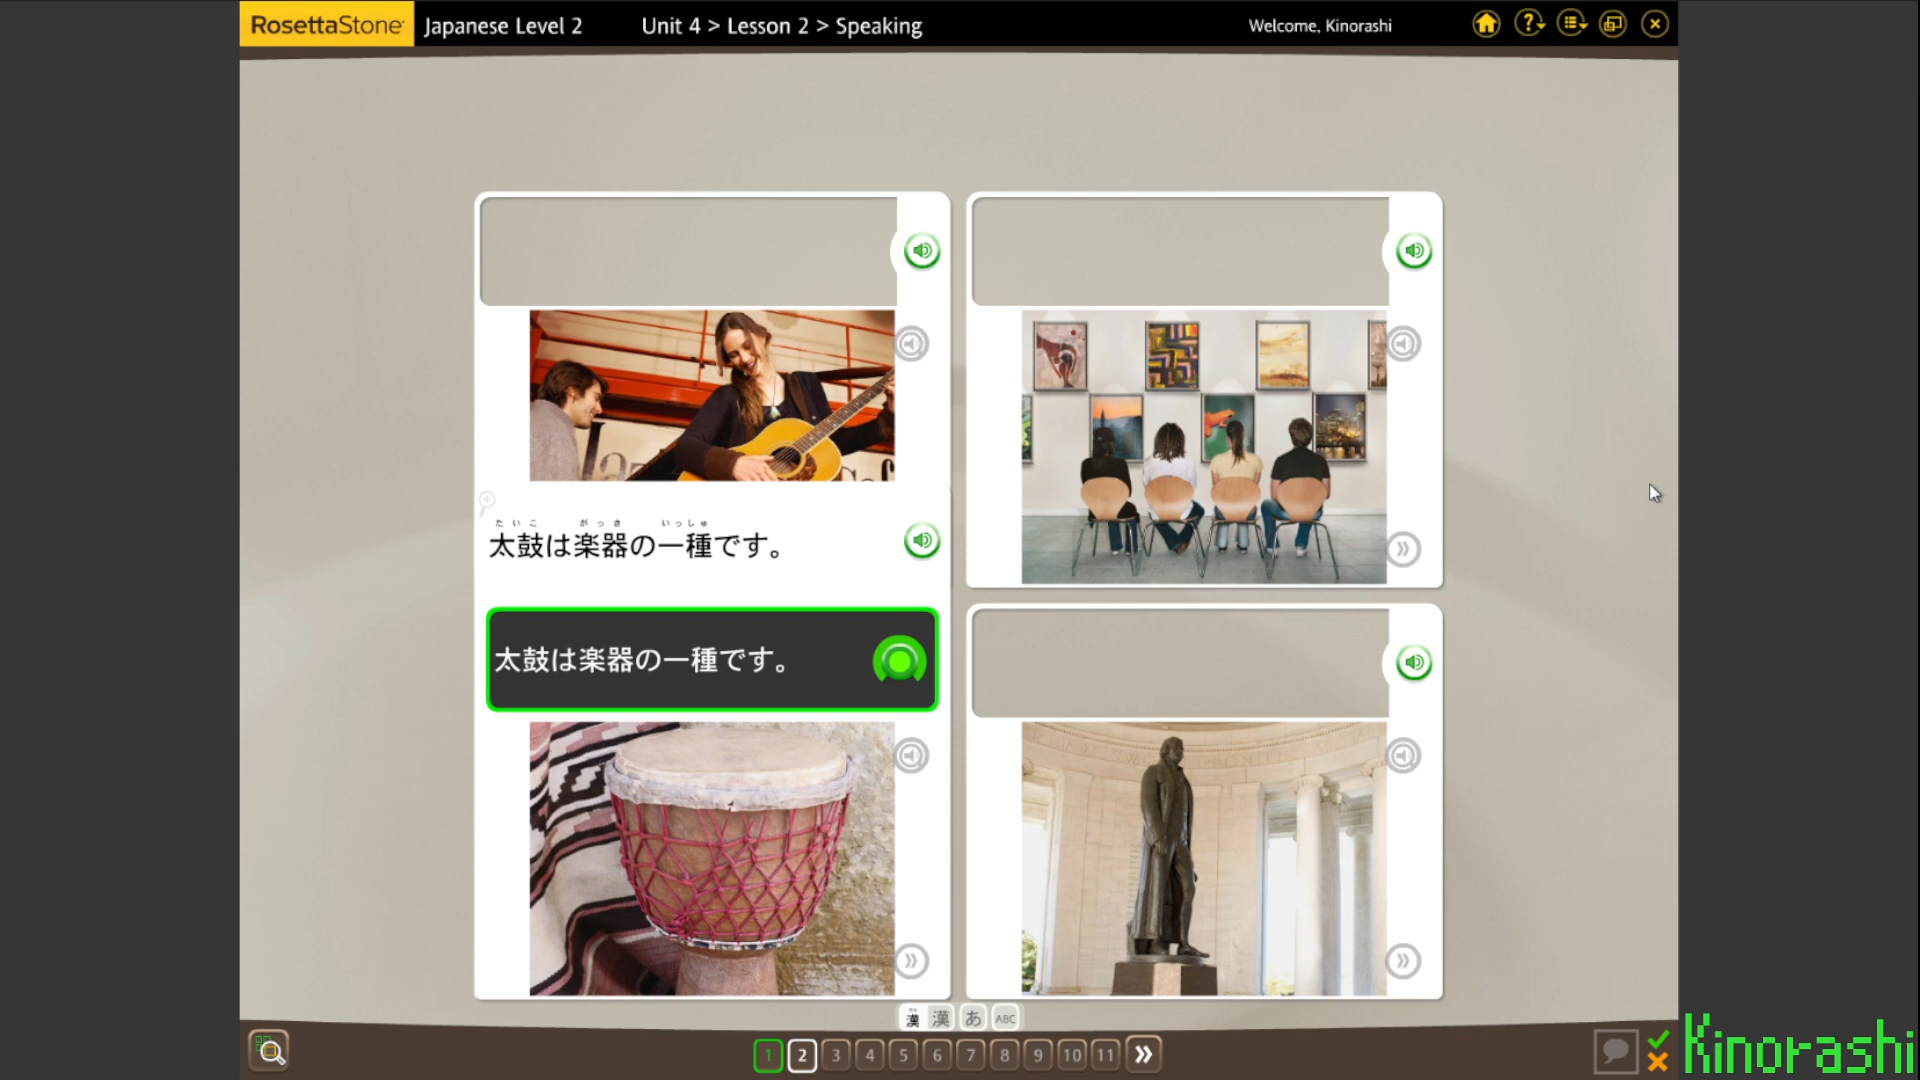 RosettaStone
Japanese Level 2
Unit 4 > Lesson 2 > Speaking
Welcome, Kinorashi
たいこ がっき いっしゅ
太鼓は楽器の一種です。
太鼓は楽器の一種です。
漢 漢 あ ABC
1 2 3 4 5 6 7 8 9 10 11
Kinorashi